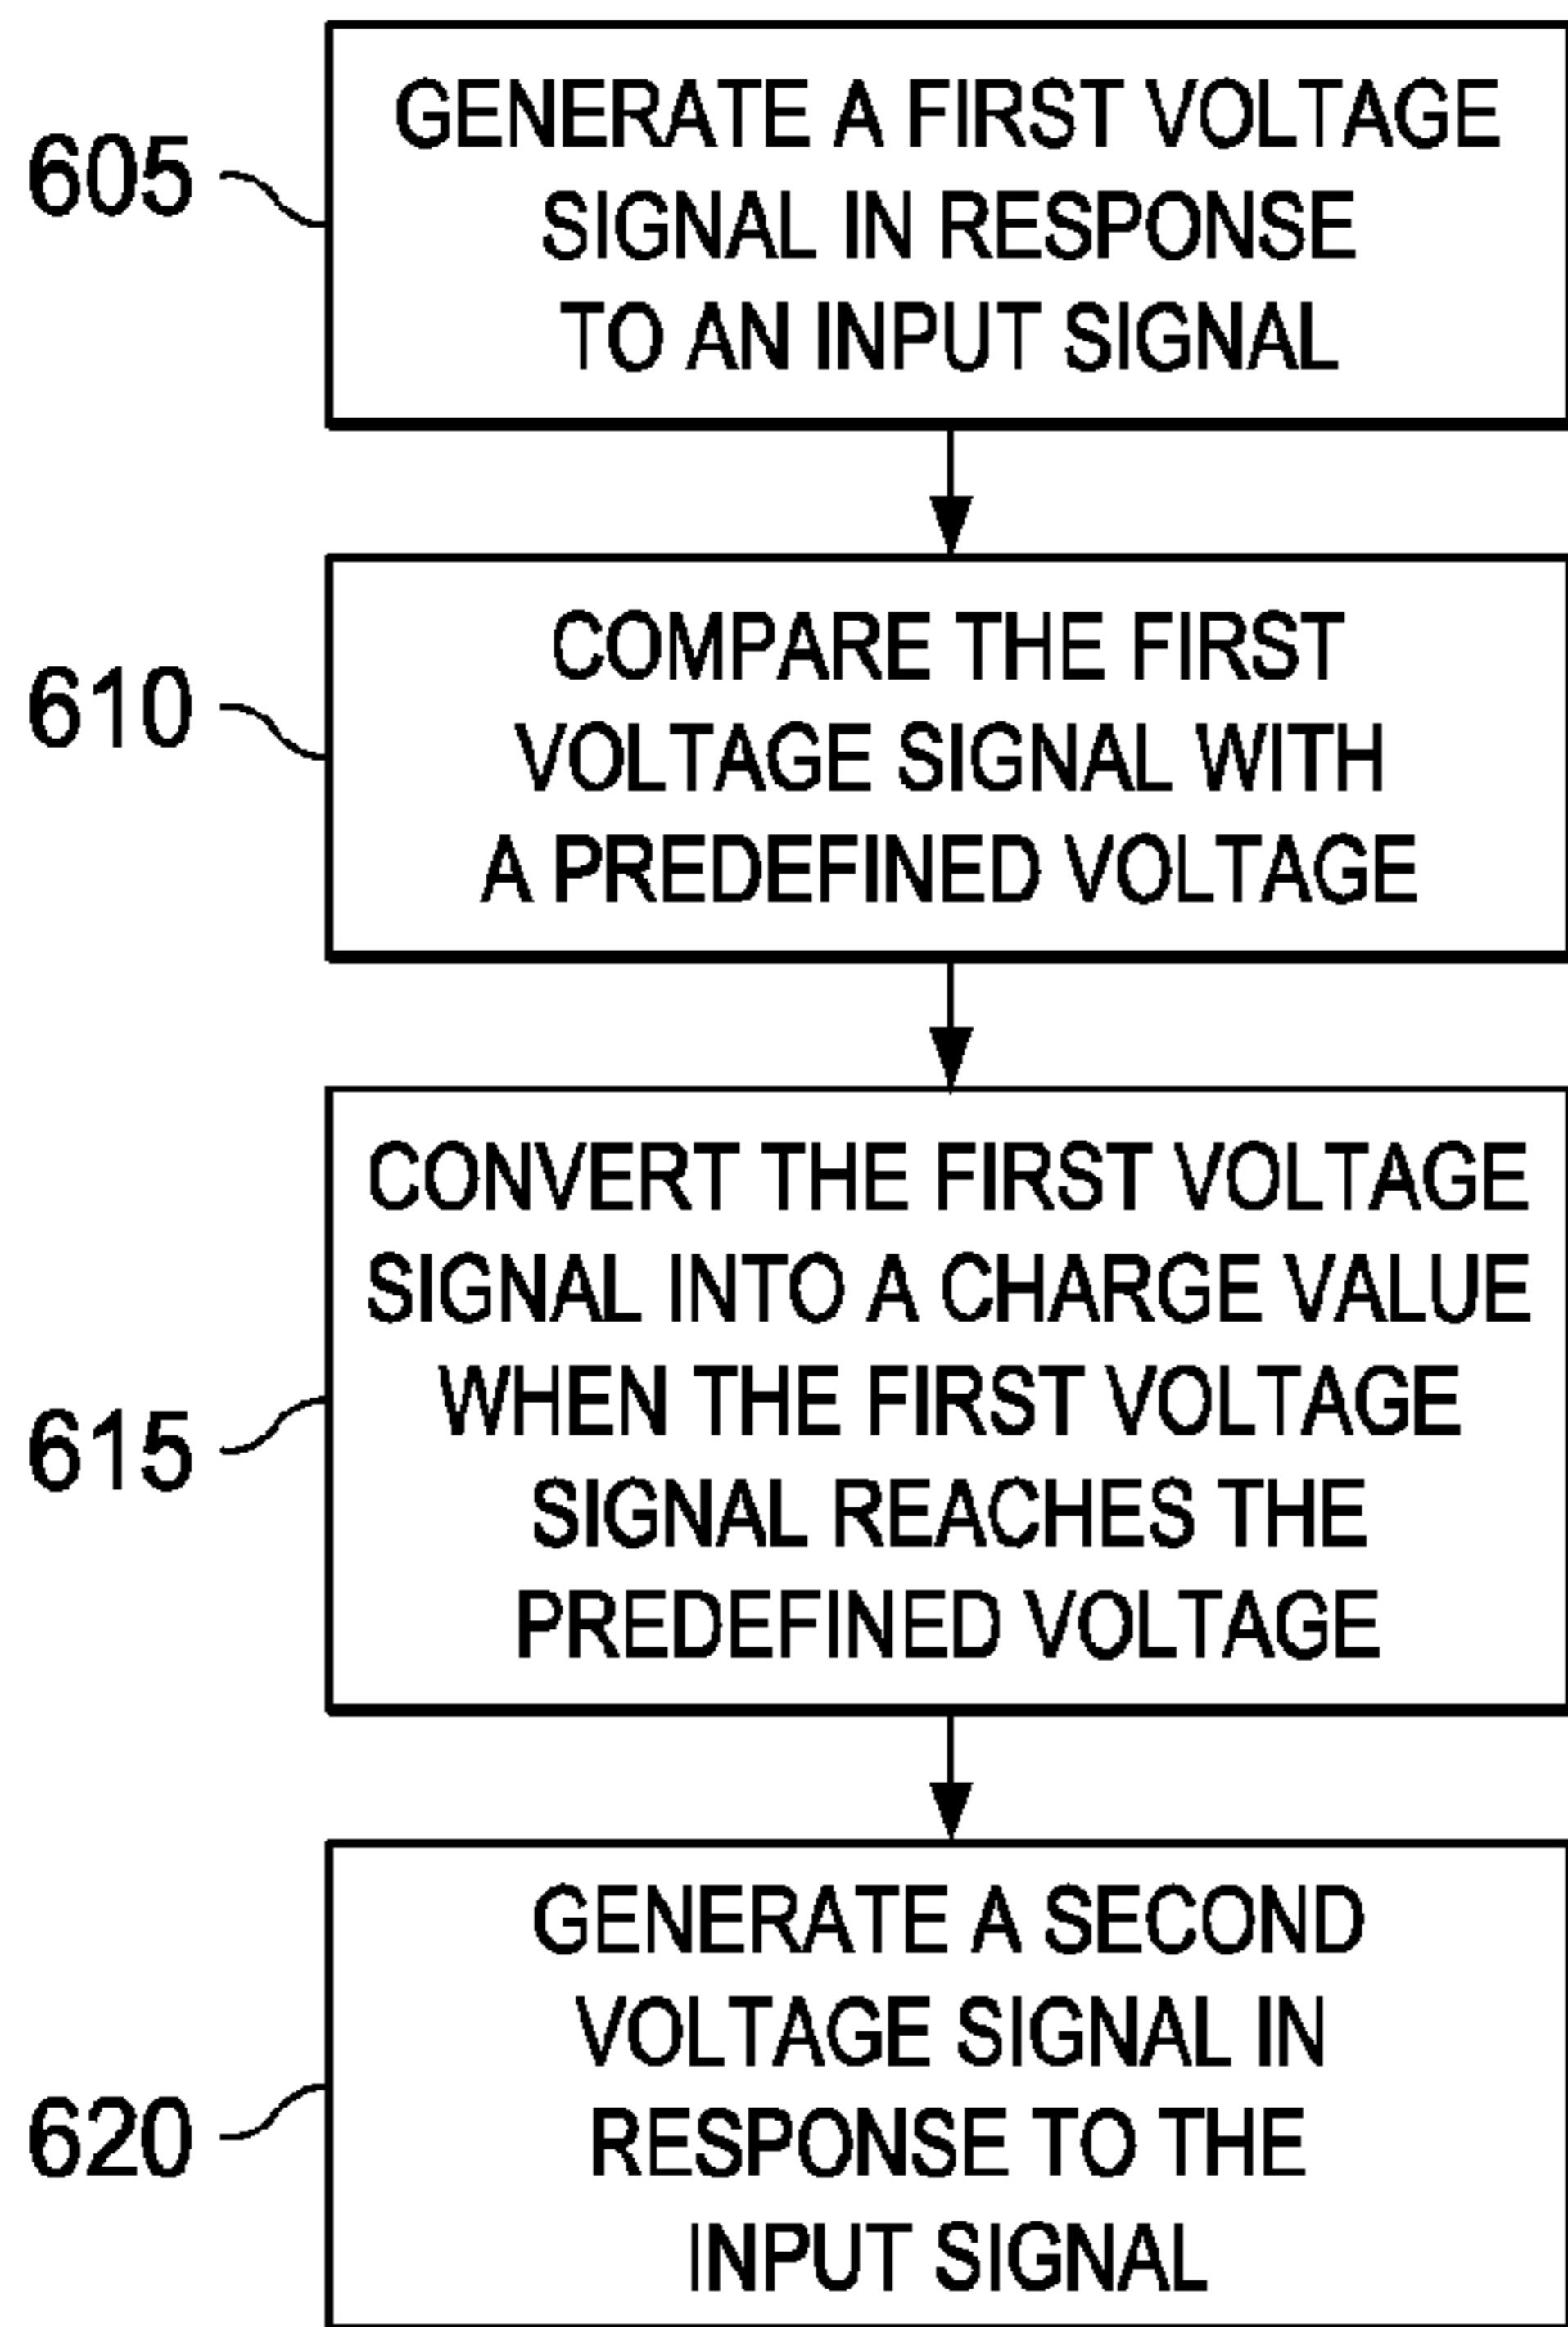 605
GENERATE A FIRST VOLTAGE
SIGNAL IN RESPONSE
TO AN INPUT SIGNAL
610
COMPARE THE FIRST
VOLTAGE SIGNAL WITH
A PREDEFINED VOLTAGE
615
CONVERT THE FIRST VOLTAGE
SIGNAL INTO A CHARGE VALUE
WHEN THE FIRST VOLTAGE
SIGNAL REACHES THE
PREDEFINED VOLTAGE
620
GENERATE A SECOND
VOLTAGE SIGNAL IN
RESPONSE TO THE
INPUT SIGNAL